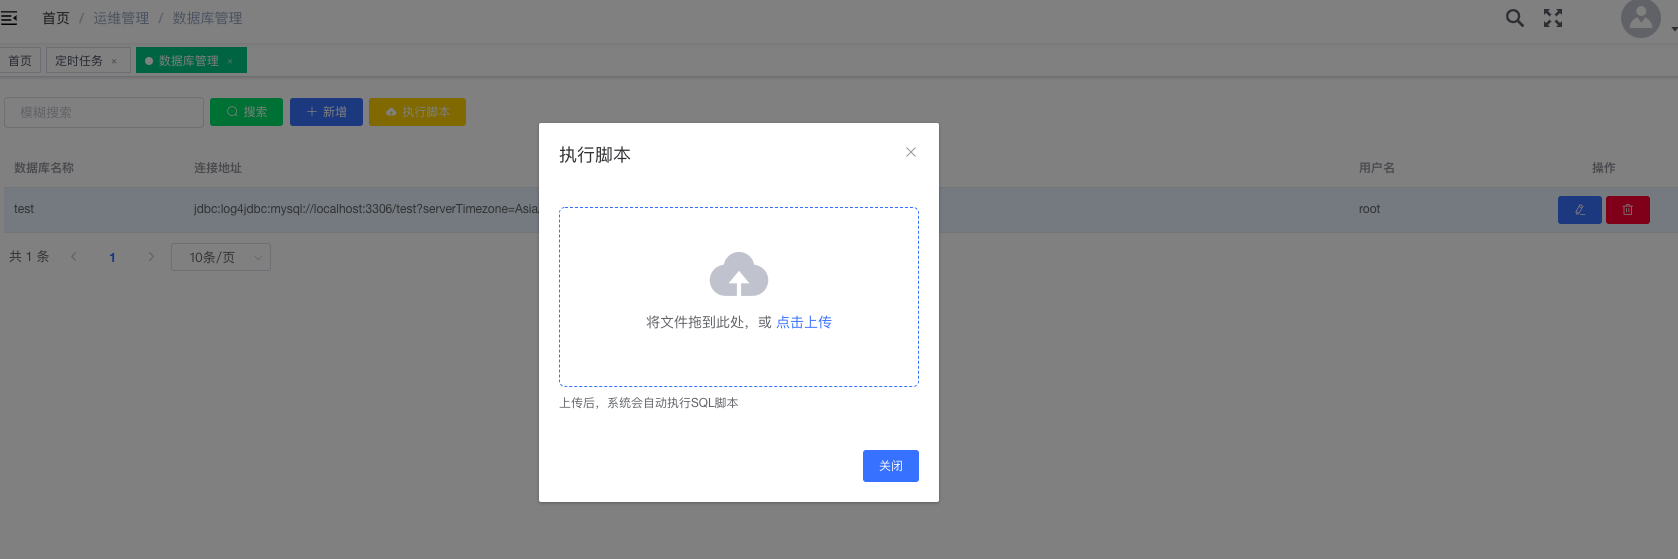 首页 / 运维管理 / 数据库管理
首页 定时任务 × 数据库管理 ×
模糊搜索 搜索 新增 执行脚本
执行脚本
数据库名称 连接地址 用户名 操作
test jdbc:log4jdbc:mysql://localhost:3306/test?serverTimezone=Asia root
共 1 条 1 10条/页
将文件拖到此处，或 点击上传
上传后，系统会自动执行SQL脚本
关闭